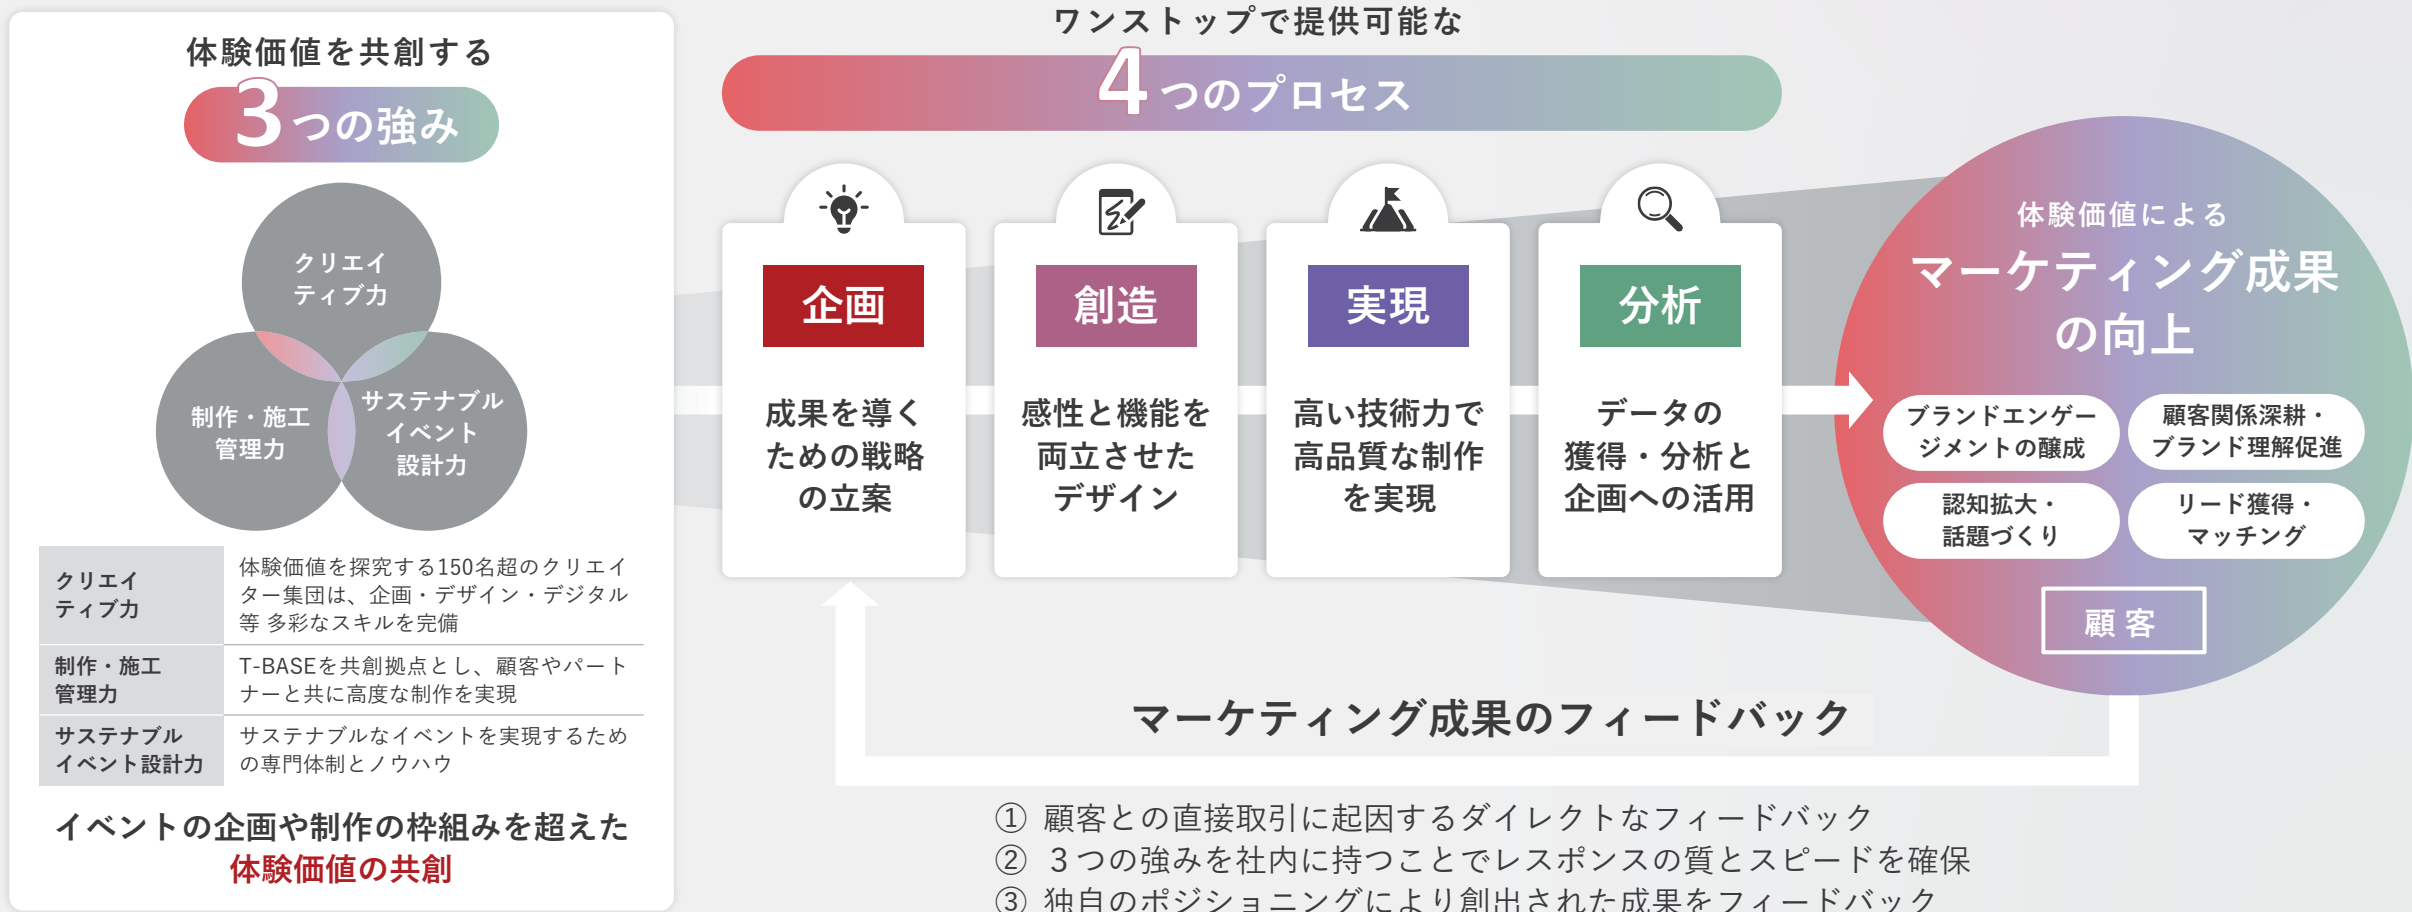 体験価値を共創する
3つの強み
クリエイ
ティブ力
制作・施工
管理力
サステナブル
イベント
設計力
クリエイ
ティブ力
体験価値を探究する150名超のクリエイ
ター集団は、企画・デザイン・デジタル
等 多彩なスキルを完備
制作・施工
管理力
T-BASEを共創拠点とし、顧客やパート
ナーと共に高度な制作を実現
サステナブル
イベント設計力
サステナブルなイベントを実現するため
の専門体制とノウハウ
イベントの企画や制作の枠組みを超えた
体験価値の共創
ワンストップで提供可能な
4つのプロセス
企画
成果を導く
ための戦略
の立案
創造
感性と機能を
両立させた
デザイン
実現
高い技術力で
高品質な制作
を実現
分析
データの
獲得・分析と
企画への活用
体験価値による
マーケティング成果
の向上
ブランドエンゲー
ジメントの醸成
顧客関係深耕・
ブランド理解促進
認知拡大・
話題づくり
リード獲得・
マッチング
顧客
マーケティング成果のフィードバック
① 顧客との直接取引に起因するダイレクトなフィードバック
② ３つの強みを社内に持つことでレスポンスの質とスピードを確保
③ 独自のポジショニングにより創出された成果をフィードバック